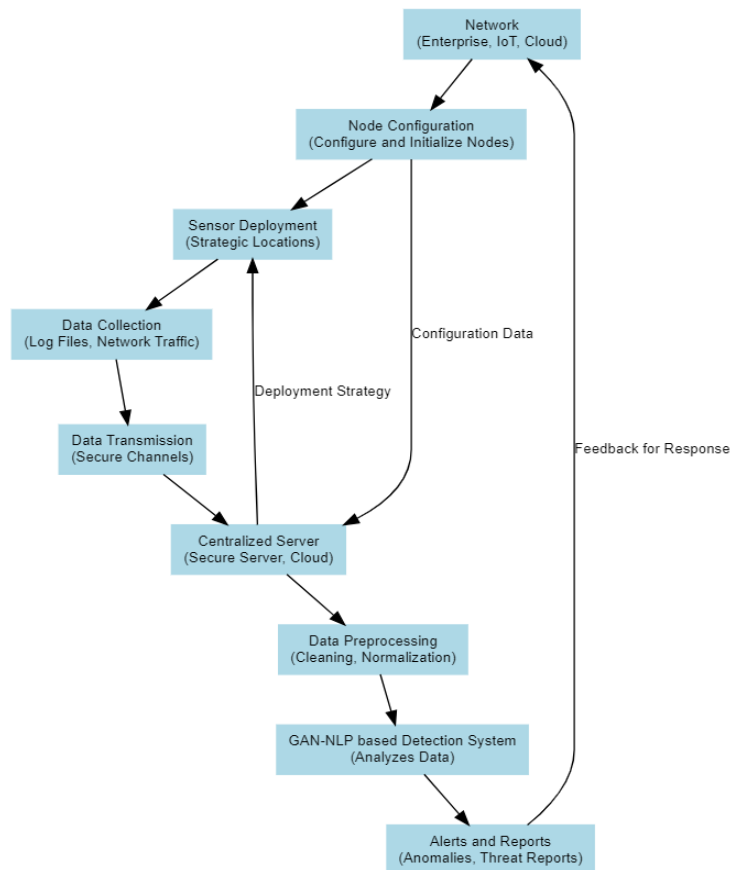 Network
(Enterprise, IoT, Cloud)
Node Configuration
(Configure and Initialize Nodes)
Sensor Deployment
(Strategic Locations)
Data Collection
(Log Files, Network Traffic)
Configuration Data
Deployment Strategy
Data Transmission
(Secure Channels)
Feedback for Response
Centralized Server
(Secure Server, Cloud)
Data Preprocessing
(Cleaning, Normalization)
GAN-NLP based Detection System
(Analyzes Data)
Alerts and Reports
(Anomalies, Threat Reports)